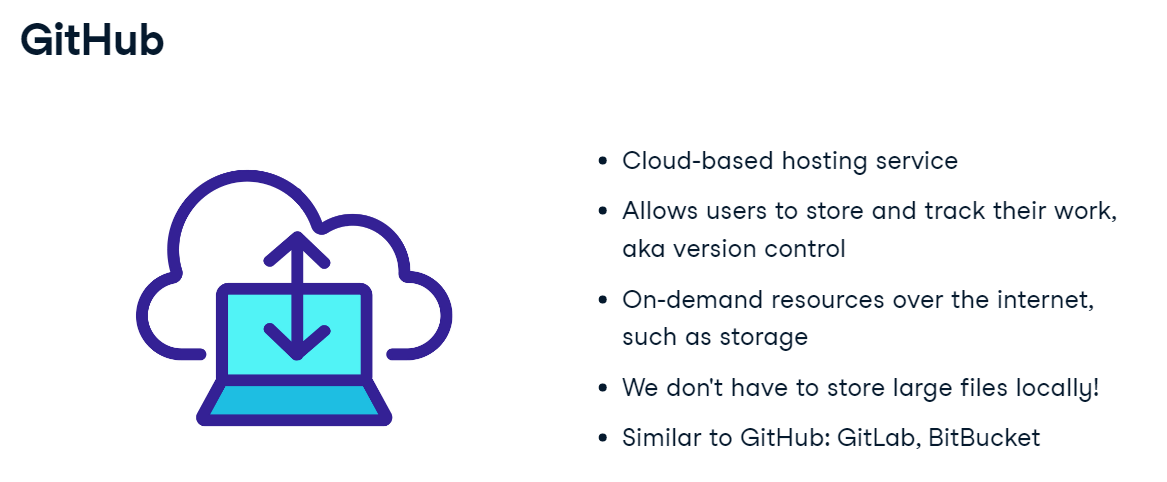 GitHub
• Cloud-based hosting service
• Allows users to store and track their work,
aka version control
• On-demand resources over the internet,
such as storage
• We don't have to store large files locally!
• Similar to GitHub: GitLab, BitBucket